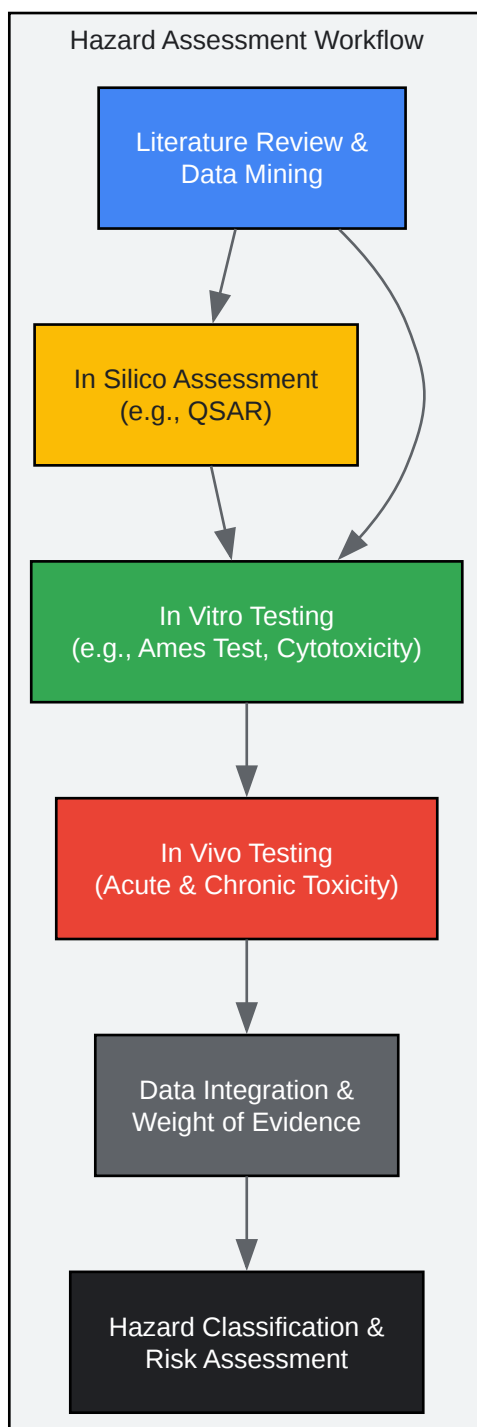 Hazard Assessment Workflow
Literature Review &
Data Mining
In Silico Assessment
(e.g., QSAR)
In Vitro Testing
(e.g., Ames Test, Cytotoxicity)
In Vivo Testing
(Acute & Chronic Toxicity)
Data Integration &
Weight of Evidence
Hazard Classification &
Risk Assessment